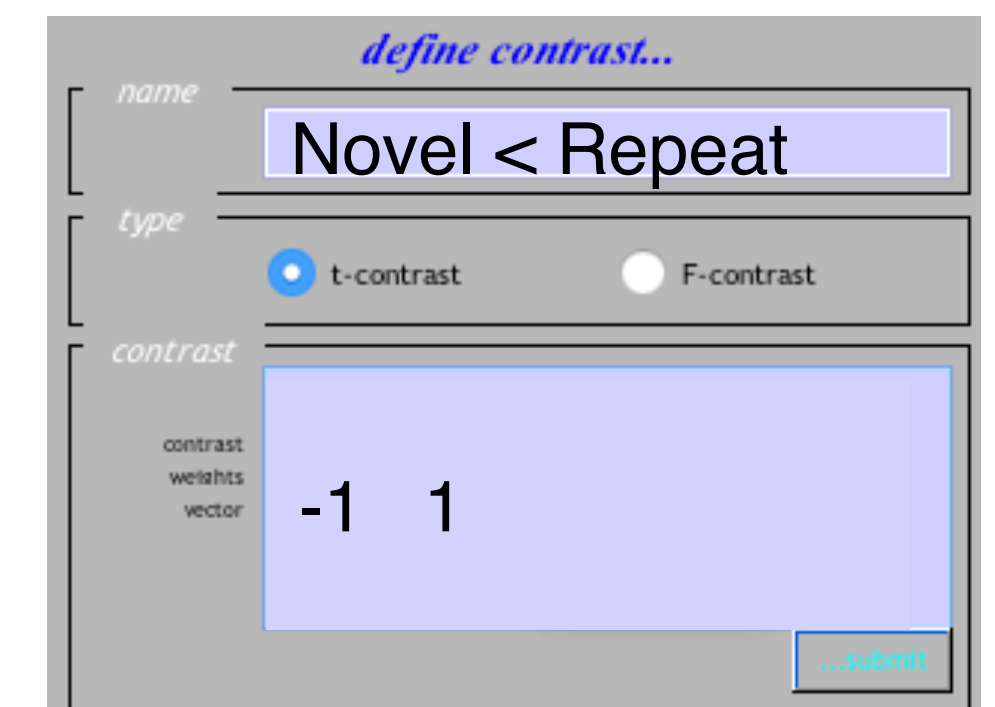 define contrast...
name
Novel < Repeat
type
t-contrast F-contrast
contrast
contrast
weights
vector
-1 1
...submit